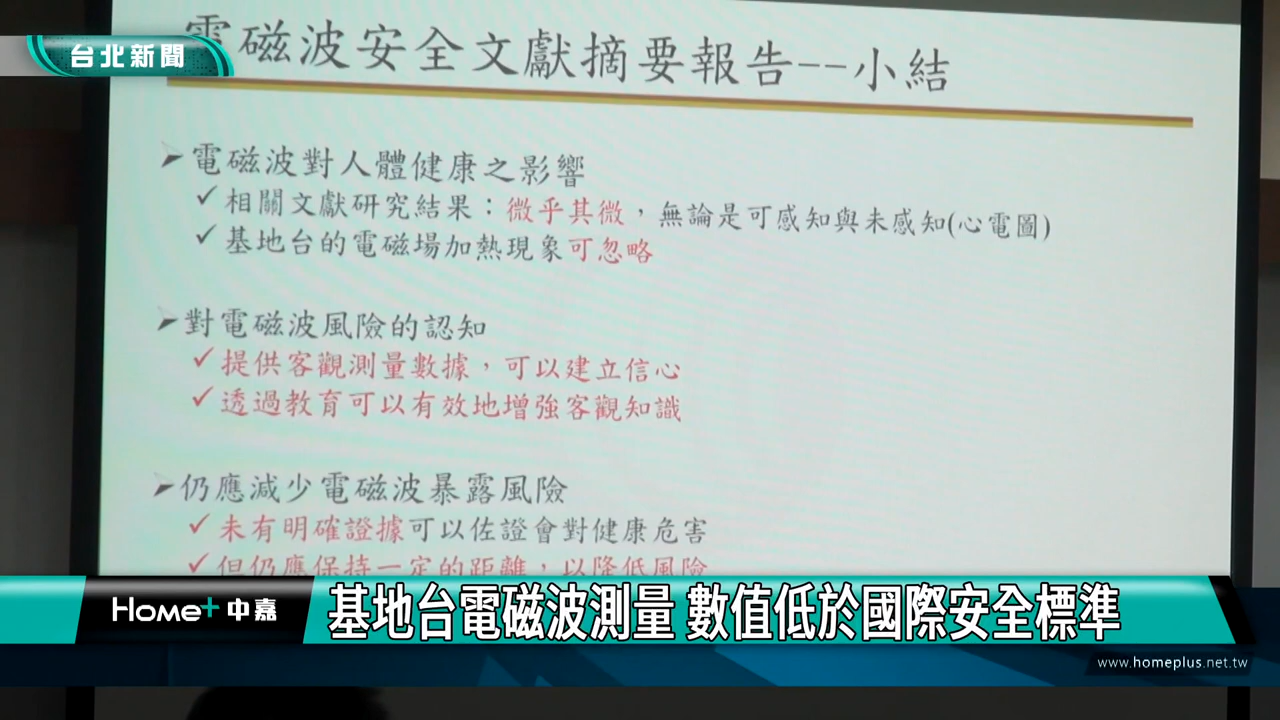 台北新聞
電磁波安全文獻摘要報告--小結
➤電磁波對人體健康之影響
✓相關文獻研究結果：微乎其微，無論是可感知與未感知(心電圖)
✓基地台的電磁場加熱現象可忽略
➤對電磁波風險的認知
✓提供客觀測量數據，可以建立信心
✓透過教育可以有效地增強客觀知識
➤仍應減少電磁波暴露風險
✓未有明確證據可以佐證會對健康危害
✓但仍應保持一定的距離，以降低風險
Home+中嘉
基地台電磁波測量 數值低於國際安全標準
www.homeplus.net.tw